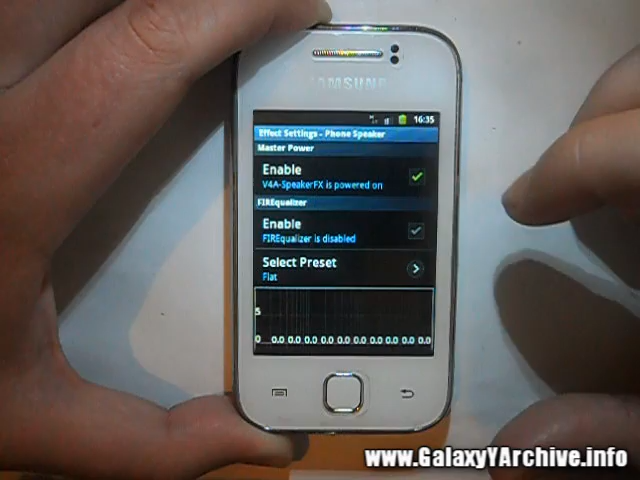 SAMSUNG
16:35
Effect Settings - Phone Speaker
Master Power
Enable
V4A-SpeakerFX is powered on
FIREqualizer
Enable
FIREqualizer is disabled
Select Preset
Flat
5
0 0.0 0.0 0.0 0.0 0.0 0.0 0.0 0.0 0.0 0.0
www.GalaxyYArchive.info